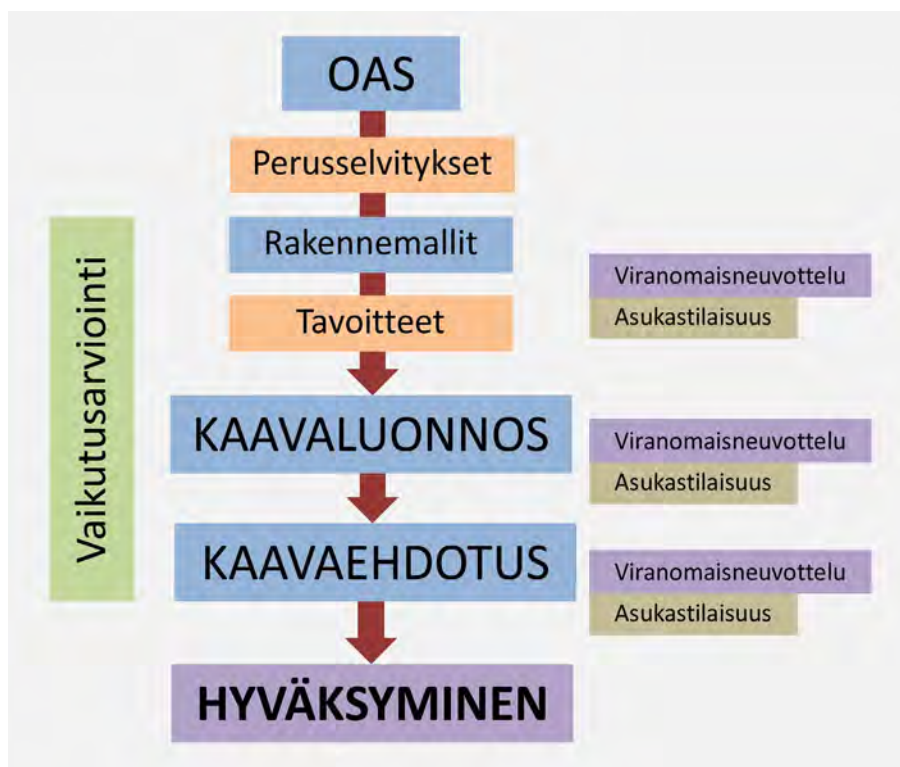 OAS
Perusselvitykset
Rakennemallit
Tavoitteet
Vaikutusarviointi
Viranomaisneuvottelu
Asukastilaisuus
KAAVALUONNOS
Viranomaisneuvottelu
Asukastilaisuus
KAAVAEHDOTUS
Viranomaisneuvottelu
Asukastilaisuus
HYVÄKSYMINEN